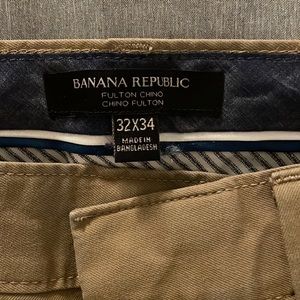 BANANA REPUBLIC
FULTON CHINO
CHINO FULTON
32X34
MADE IN
BANGLADESH